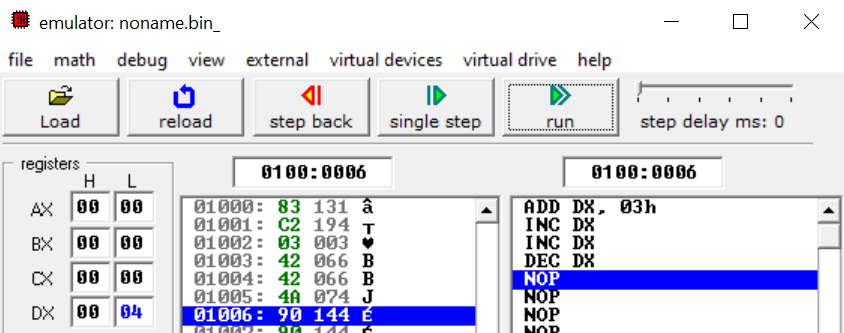 emulator: noname.bin_
file math debug view external virtual devices virtual drive help
Load reload step back single step run step delay ms: 0
registers
H L
0100:0006 0100:0006
AX 00 00
BX 00 00
CX 00 00
DX 00 04
01000: 83 131 â
01001: C2 194 ┬
01002: 03 003 ♥
01003: 42 066 B
01004: 42 066 B
01005: 4A 074 J
01006: 90 144 É
ADD DX, 03h
INC DX
INC DX
DEC DX
NOP
NOP
NOP
NOP